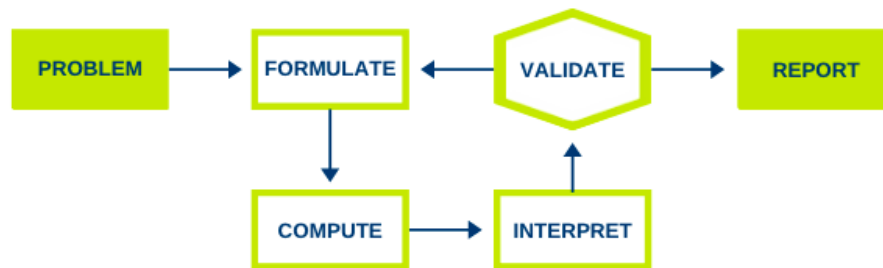 PROBLEM
FORMULATE
VALIDATE
REPORT
COMPUTE
INTERPRET